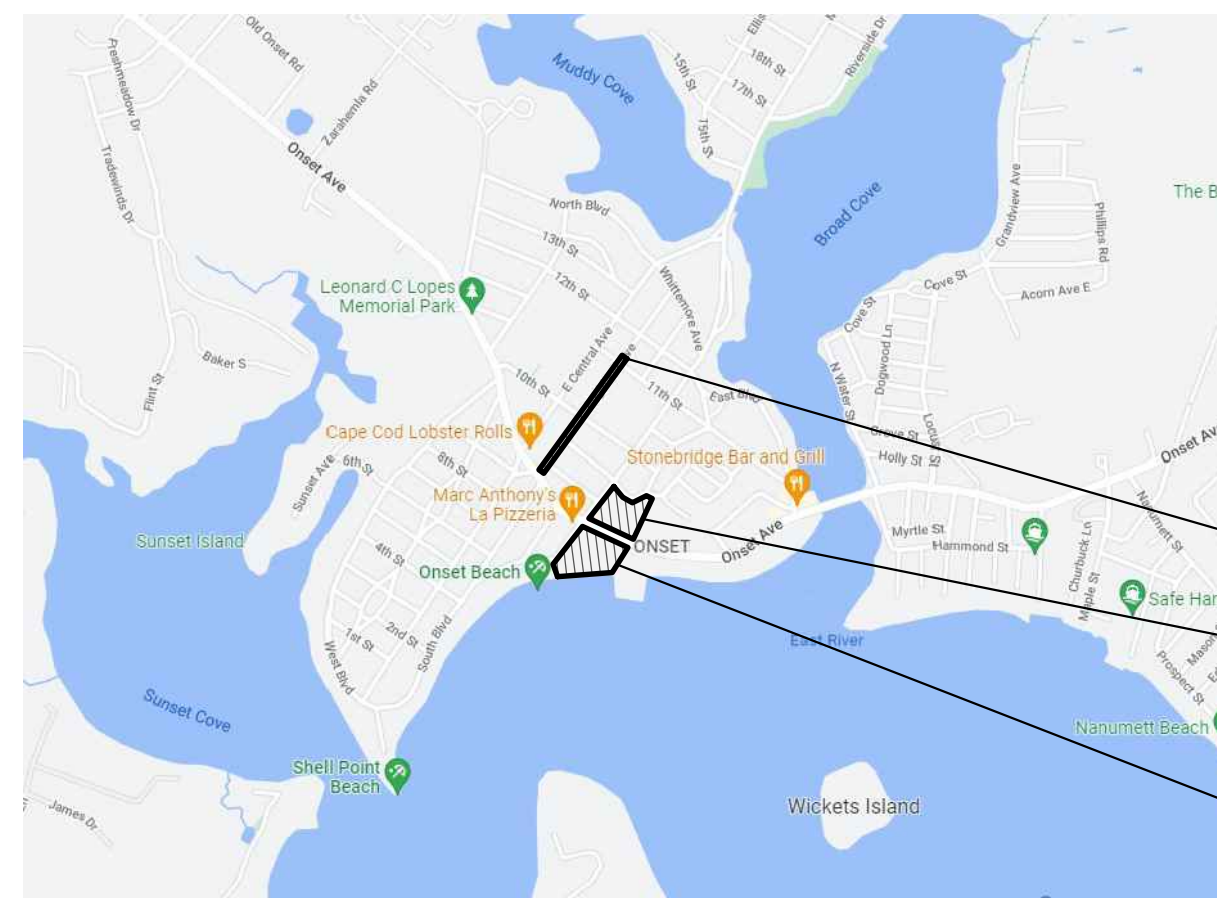 Old Onset Rd
Ellis
Freshmeadow Dr
Zarahemla Rd
Muddy Cove
15th St
18th St
Riverside Dr
17th St
15th St
Tradewinds Dr
Onset Ave
The B
North Blvd
Broad Cove
Grandview Ave
Phillips Rd
13th St
Leonard C Lopes
Memorial Park
12th St
Whittemore Ave
Cove St
Acorn Ave E
Cove St
Baker S
E Central Ave
Dogwood Ln
Flint St
10th St
11th St
East Blvd
N Water St
Locust St
Cape Cod Lobster Rolls
Grove St
Onset Av
6th St
8th St
Stonebridge Bar and Grill
Holly St
Sunset Ave
Marc Anthony's
La Pizzeria
Nanumett St
Sunset Island
4th St
ONSET
Onset Ave
Myrtle St
Hammond St
Onset Beach
Churbuck Ln
Maple St
Safe Har
2nd St
1st St
South Blvd
East River
Mason
Prospect St
West Blvd
Sunset Cove
Nanumett Beach
Shell Point
Beach
James Dr
Wickets Island